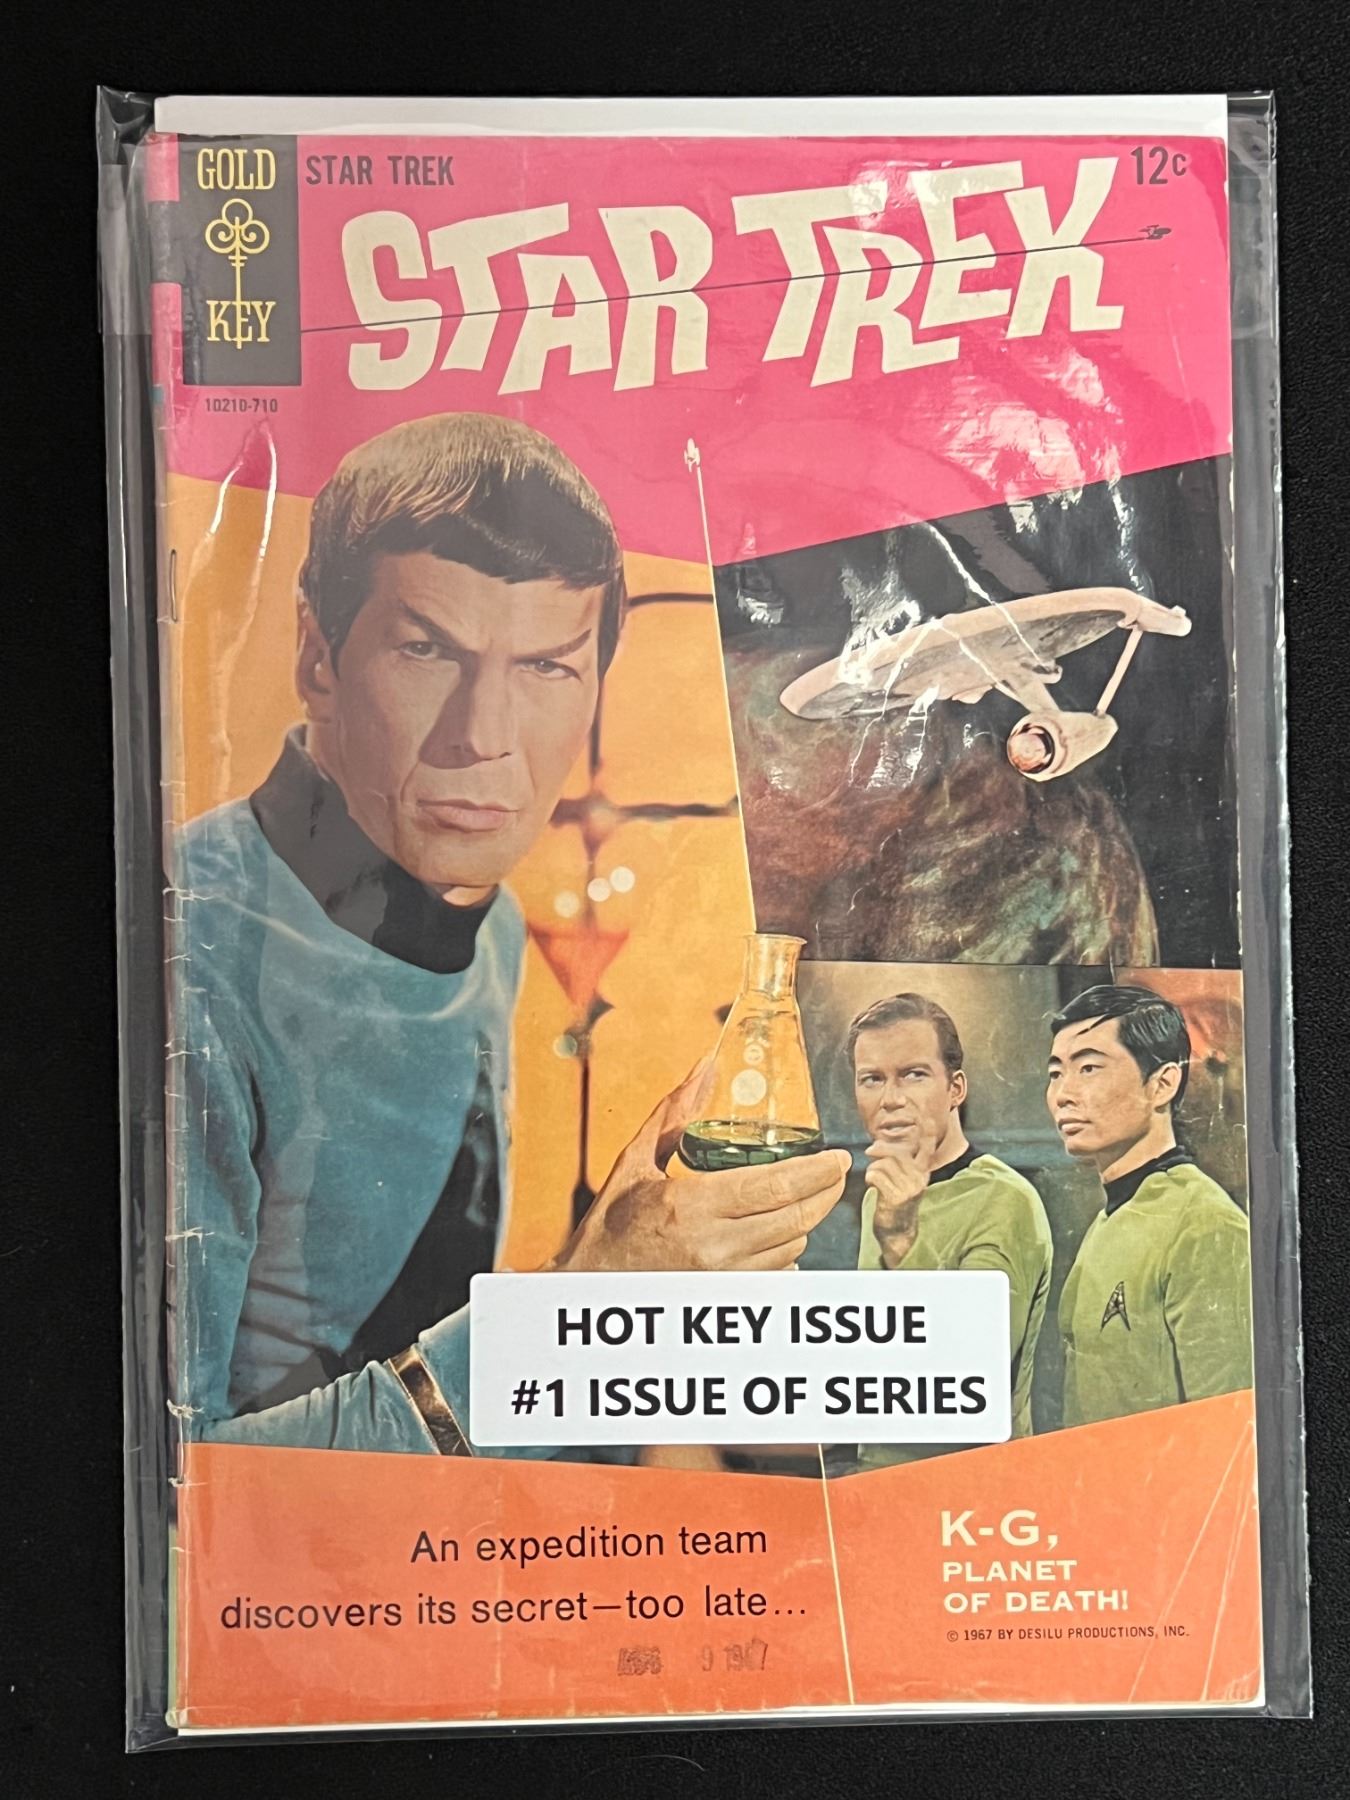 GOLD
KEY
STAR TREK
12c
STAR TREK
10210-710
HOT KEY ISSUE
#1 ISSUE OF SERIES
An expedition team
discovers its secret—too late...
K-G,
PLANET
OF DEATH!
© 1967 BY DESILU PRODUCTIONS, INC.